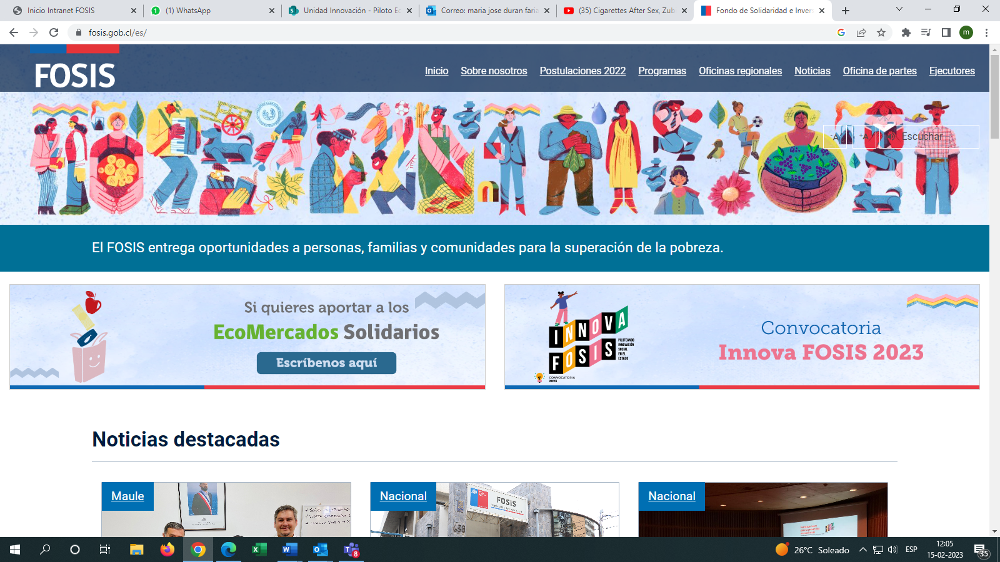 Inicio Intranet FOSIS
(1) WhatsApp
Unidad Innovación - Piloto Ec
Correo: maria jose duran faria
(35) Cigarettes After Sex, Zub
Fondo de Solidaridad e Inver
fosis.gob.cl/es/
m
FOSIS
Inicio
Sobre nosotros
Postulaciones 2022
Programas
Oficinas regionales
Noticias
Oficina de partes
Ejecutores
-A
+A
Escuchar
El FOSIS entrega oportunidades a personas, familias y comunidades para la superación de la pobreza.
Si quieres aportar a los
EcoMercados Solidarios
Escríbenos aquí
INNOVA
FOSIS
PILOTEANDO
INNOVACIÓN
SOCIAL
EN EL
ESTADO
CONVOCATORIA
2023
Convocatoria
Innova FOSIS 2023
Noticias destacadas
Maule
Nacional
FOSIS
638
Nacional
26°C Soleado
ESP
12:05
15-02-2023
35
8